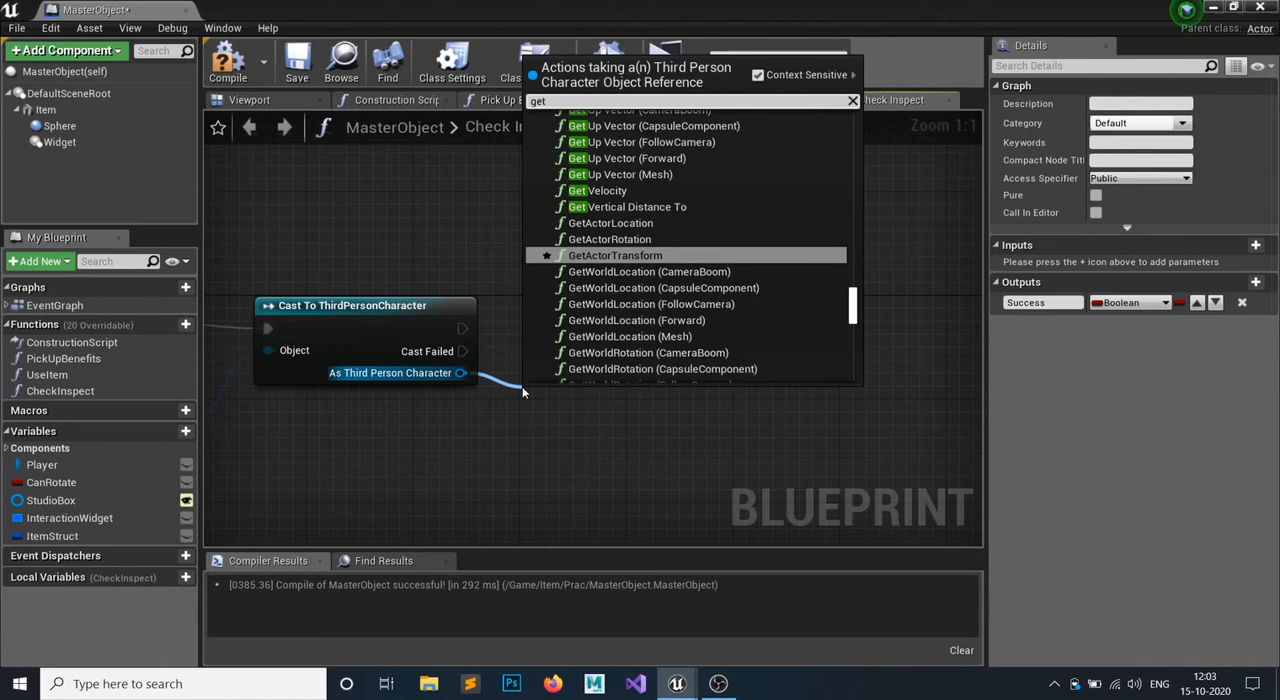 MasterObject*
File Edit Asset View Debug Window Help
Parent class: Actor
+ Add Component
Search
MasterObject(self)
DefaultSceneRoot
Item
Sphere
Widget
Compile
Save
Browse
Find
Class Settings
Viewport
Construction Scrip
Pick Up B
heck Inspect
MasterObject > Check I
Zoom 1:1
Actions taking a(n) Third Person
Character Object Reference
Context Sensitive
get
Get Up Vector (CameraBoom)
Get Up Vector (CapsuleComponent)
Get Up Vector (FollowCamera)
Get Up Vector (Forward)
Get Up Vector (Mesh)
Get Velocity
Get Vertical Distance To
GetActorLocation
GetActorRotation
GetActorTransform
GetWorldLocation (CameraBoom)
GetWorldLocation (CapsuleComponent)
GetWorldLocation (FollowCamera)
GetWorldLocation (Forward)
GetWorldLocation (Mesh)
GetWorldRotation (CameraBoom)
GetWorldRotation (CapsuleComponent)
Cast To ThirdPersonCharacter
Object
Cast Failed
As Third Person Character
BLUEPRINT
My Blueprint
+ Add New
Search
Graphs
EventGraph
Functions (20 Overridable)
ConstructionScript
PickUpBenefits
UseItem
CheckInspect
Macros
Variables
Components
Player
CanRotate
StudioBox
InteractionWidget
ItemStruct
Event Dispatchers
Local Variables (CheckInspect)
Compiler Results
Find Results
[0385.36] Compile of MasterObject successful! [in 292 ms] (/Game/Item/Prac/MasterObject.MasterObject)
Clear
Details
Search Details
Graph
Description
Category
Default
Keywords
Compact Node Titl
Access Specifier
Public
Pure
Call In Editor
Inputs
Please press the + icon above to add parameters
Outputs
Success
Boolean
Type here to search
ENG
12:03
15-10-2020